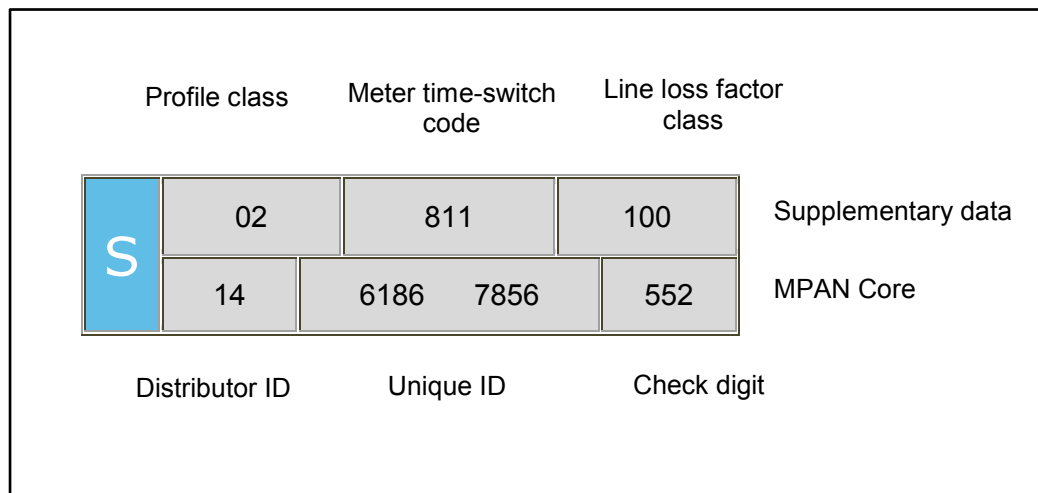 Profile class
Meter time-switch
code
Line loss factor
class
S
02
811
100
Supplementary data
14
6186 7856
552
MPAN Core
Distributor ID
Unique ID
Check digit